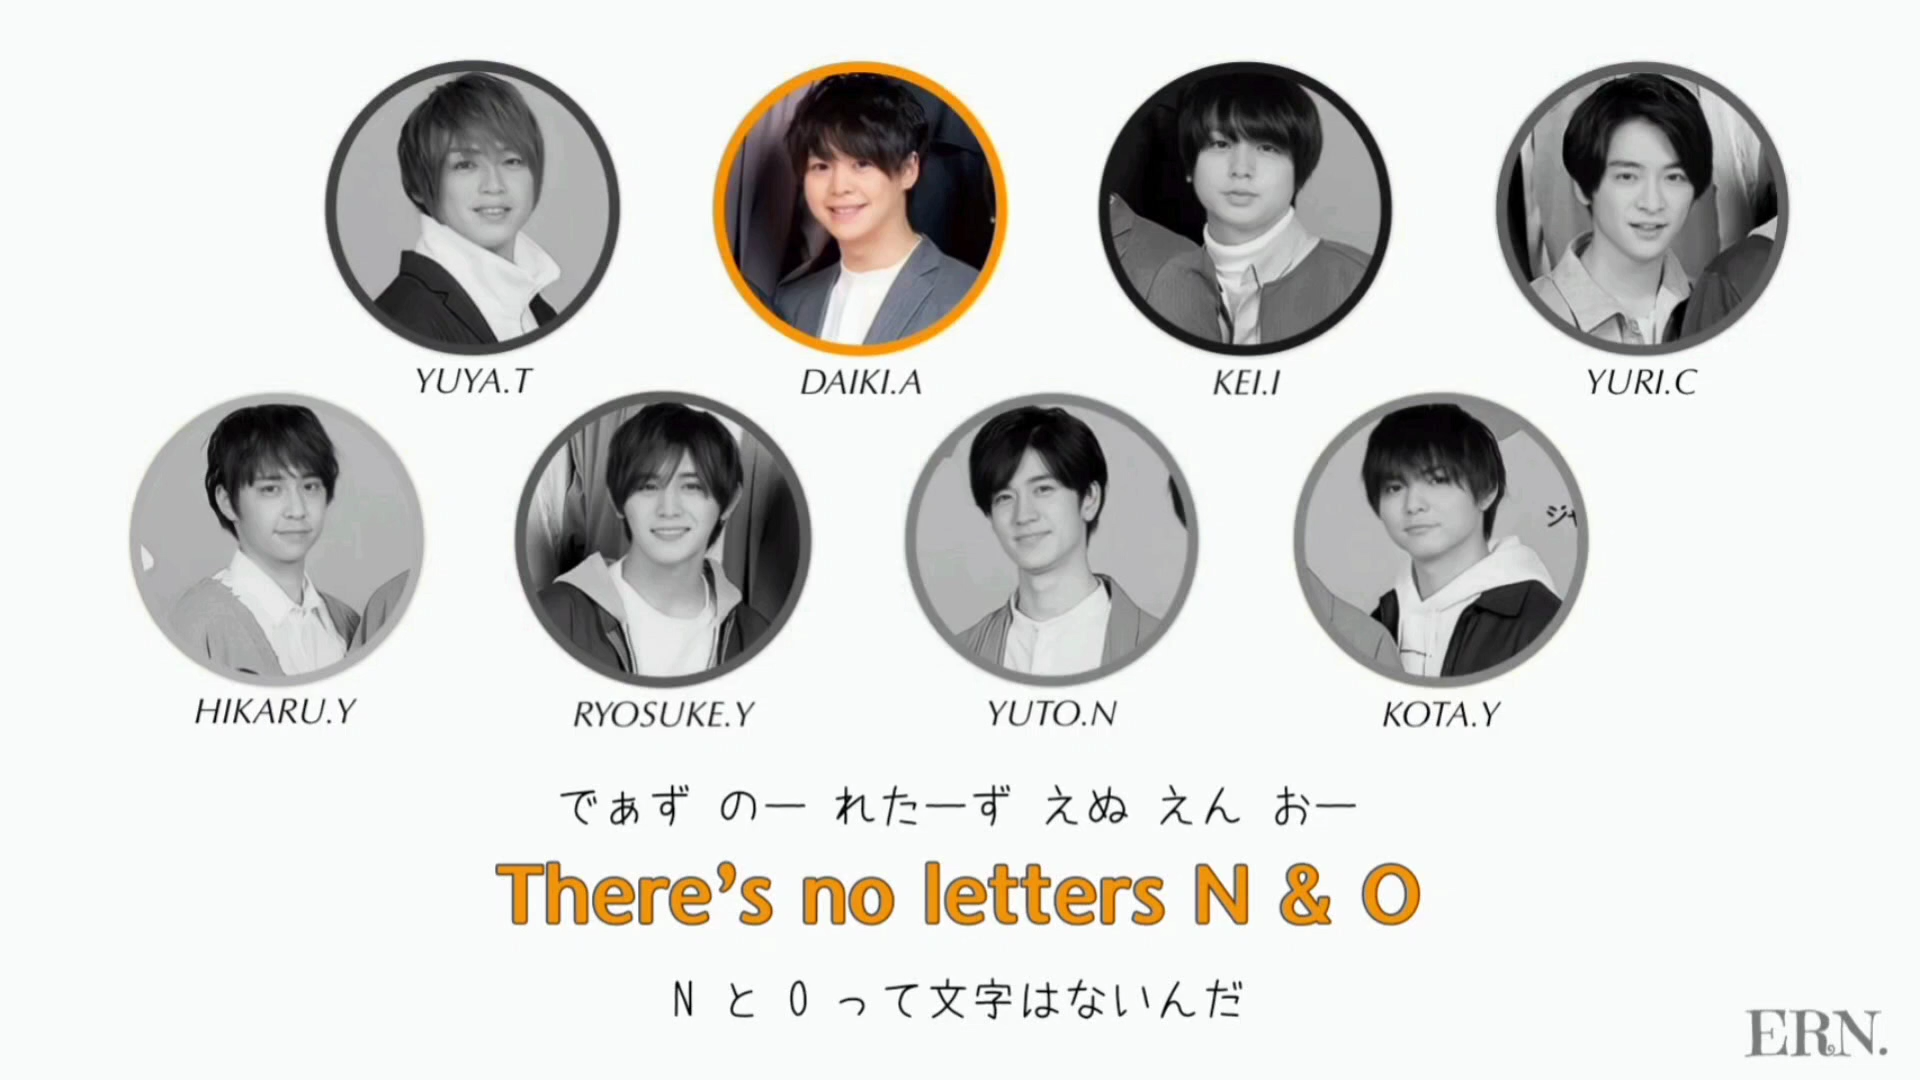 YUYA.T
DAIKI.A
KEI.I
YURI.C
HIKARU.Y
RYOSUKE.Y
YUTO.N
KOTA.Y
でぁず のー れたーず えぬ えん おー
There's no letters N & O
N と O って文字はないんだ
ERN.